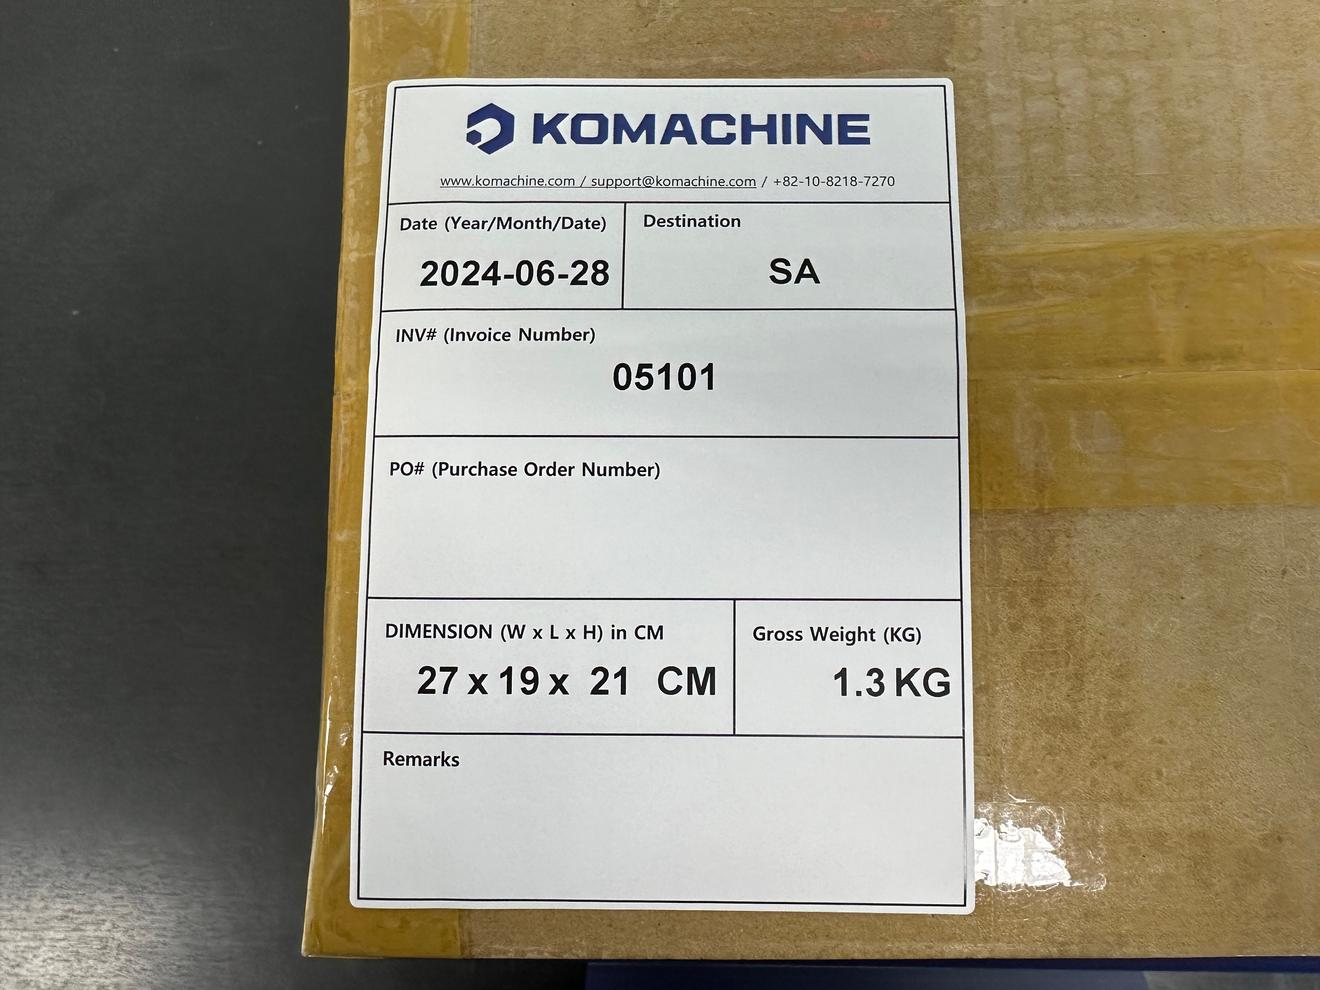 KOMACHINE
www.komachine.com / support@komachine.com / +82-10-8218-7270
Date (Year/Month/Date)
2024-06-28
Destination
SA
INV# (Invoice Number)
05101
PO# (Purchase Order Number)
DIMENSION (W x L x H) in CM
27 x 19 x 21 CM
Gross Weight (KG)
1.3 KG
Remarks